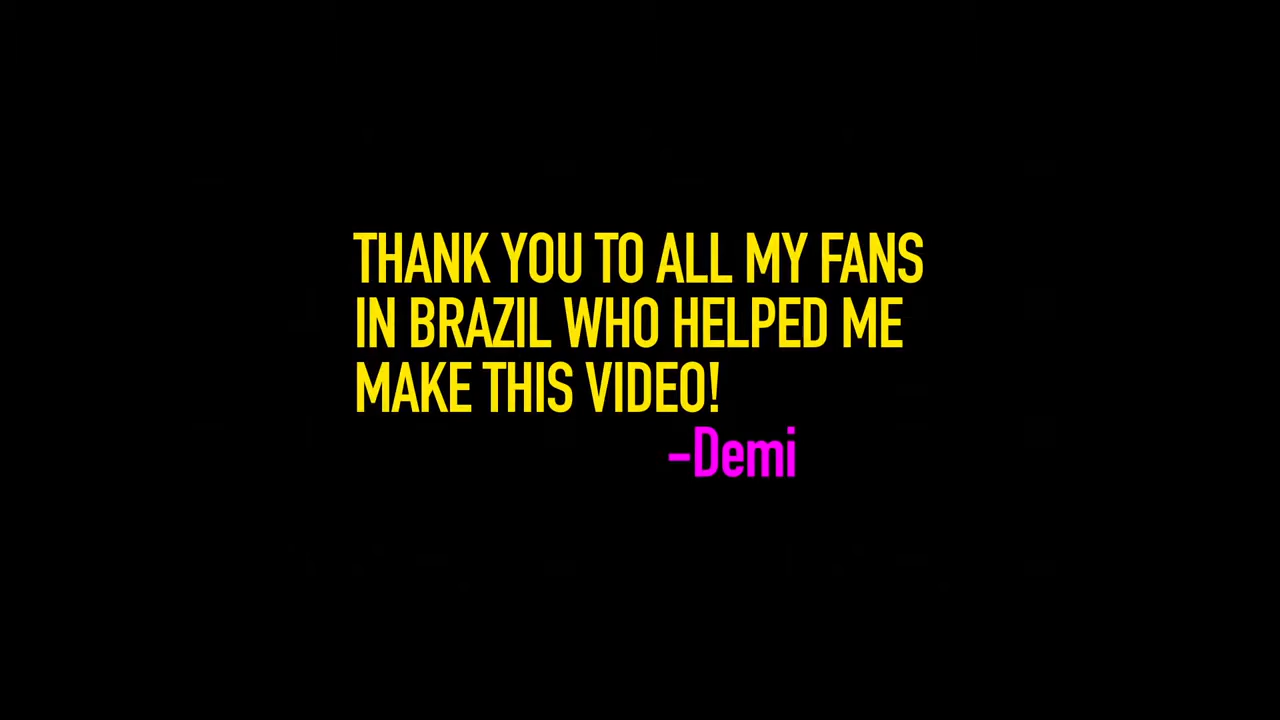 THANK YOU TO ALL MY FANS
IN BRAZIL WHO HELPED ME
MAKE THIS VIDEO!
-Demi